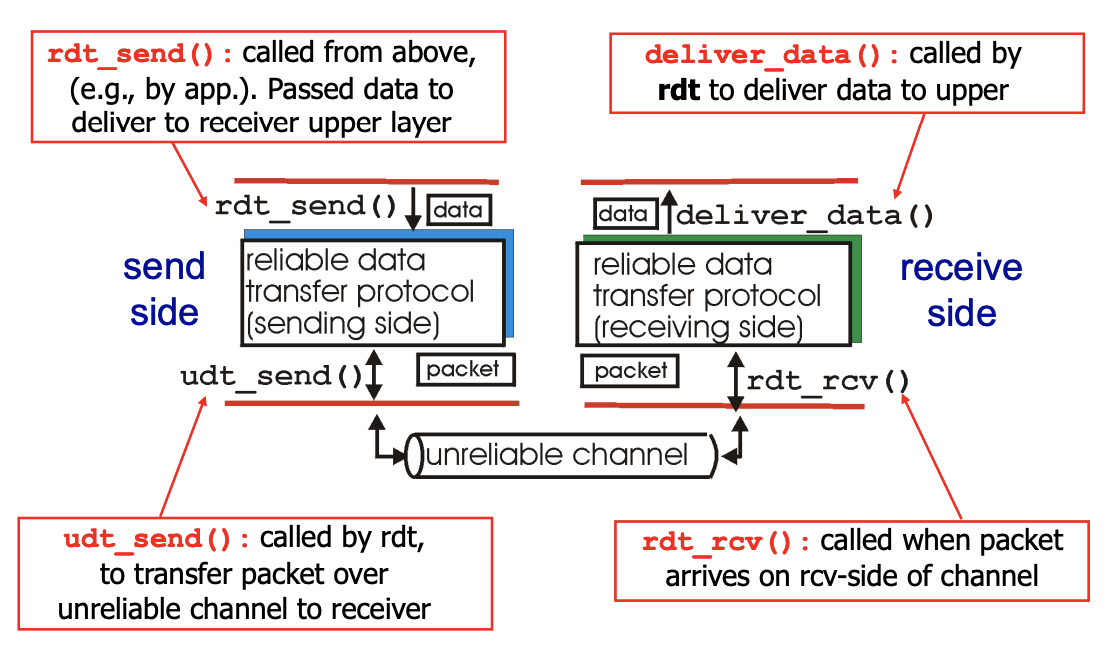 rdt_send(): called from above,
(e.g., by app.). Passed data to
deliver to receiver upper layer
deliver_data(): called by
rdt to deliver data to upper
rdt_send()
data
data
deliver_data()
send
side
reliable data
transfer protocol
(sending side)
reliable data
transfer protocol
(receiving side)
receive
side
udt_send()
packet
packet
rdt_rcv()
unreliable channel
udt_send(): called by rdt,
to transfer packet over
unreliable channel to receiver
rdt_rcv(): called when packet
arrives on rcv-side of channel